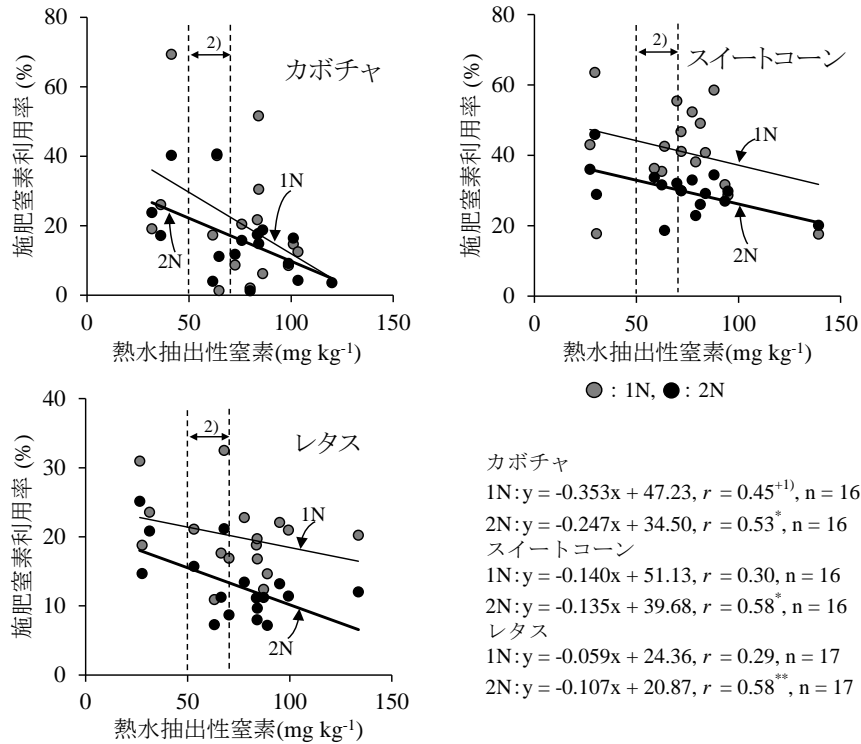 80
60
40
20
0
施肥窒素利用率 (%)
2)
カボチャ
1N
2N
0 50 100 150
熱水抽出性窒素(mg kg-1)
80
60
40
20
0
施肥窒素利用率 (%)
2)
スイートコーン
1N
2N
0 50 100 150
熱水抽出性窒素(mg kg-1)
: 1N, : 2N
40
30
20
10
0
施肥窒素利用率 (%)
2)
レタス
1N
2N
0 50 100 150
熱水抽出性窒素(mg kg-1)
カボチャ
1N:y = -0.353x + 47.23, r = 0.45+1), n = 16
2N:y = -0.247x + 34.50, r = 0.53*, n = 16
スイートコーン
1N:y = -0.140x + 51.13, r = 0.30, n = 16
2N:y = -0.135x + 39.68, r = 0.58*, n = 16
レタス
1N:y = -0.059x + 24.36, r = 0.29, n = 17
2N:y = -0.107x + 20.87, r = 0.58**, n = 17